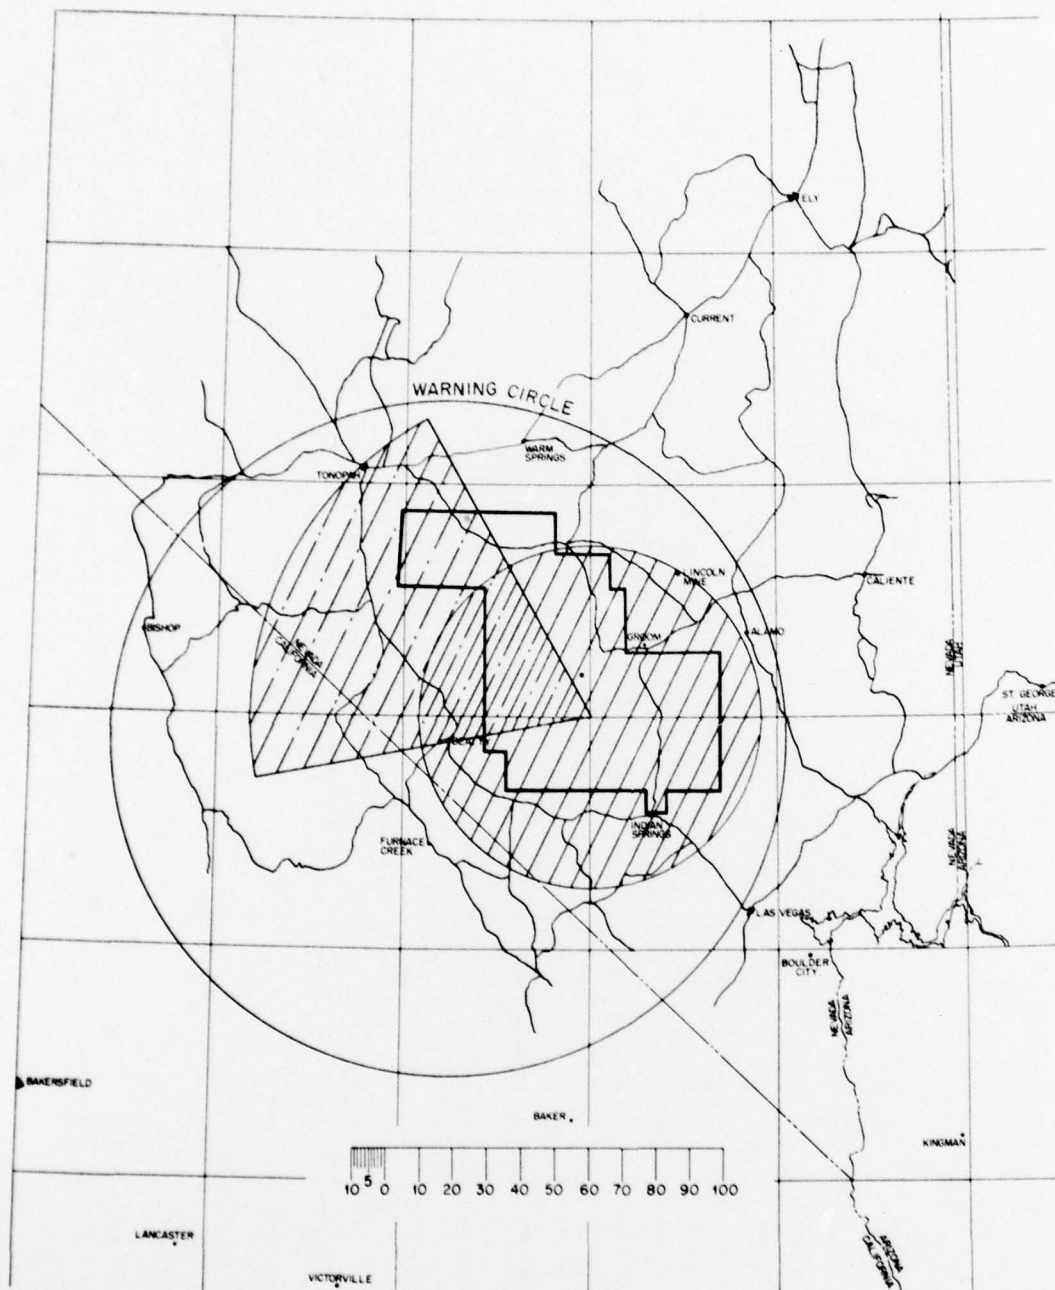 ELY
CURRENT
WARNING CIRCLE
WARM
SPRINGS
TONOPAH
LINCOLN
MINE
CALIENTE
BISHOP
GROOM
ALAMO
NEVADA
CALIFORNIA
NEVADA
UTAH
ST. GEORGE
UTAH
ARIZONA
BEATTY
INDIAN
SPRINGS
FURNACE
CREEK
NEVADA
ARIZONA
LAS VEGAS
BOULDER
CITY
NEVADA
ARIZONA
BAKERSFIELD
BAKER
KINGMAN
10 5 0 10 20 30 40 50 60 70 80 90 100
LANCASTER
ARIZONA
CALIFORNIA
VICTORVILLE